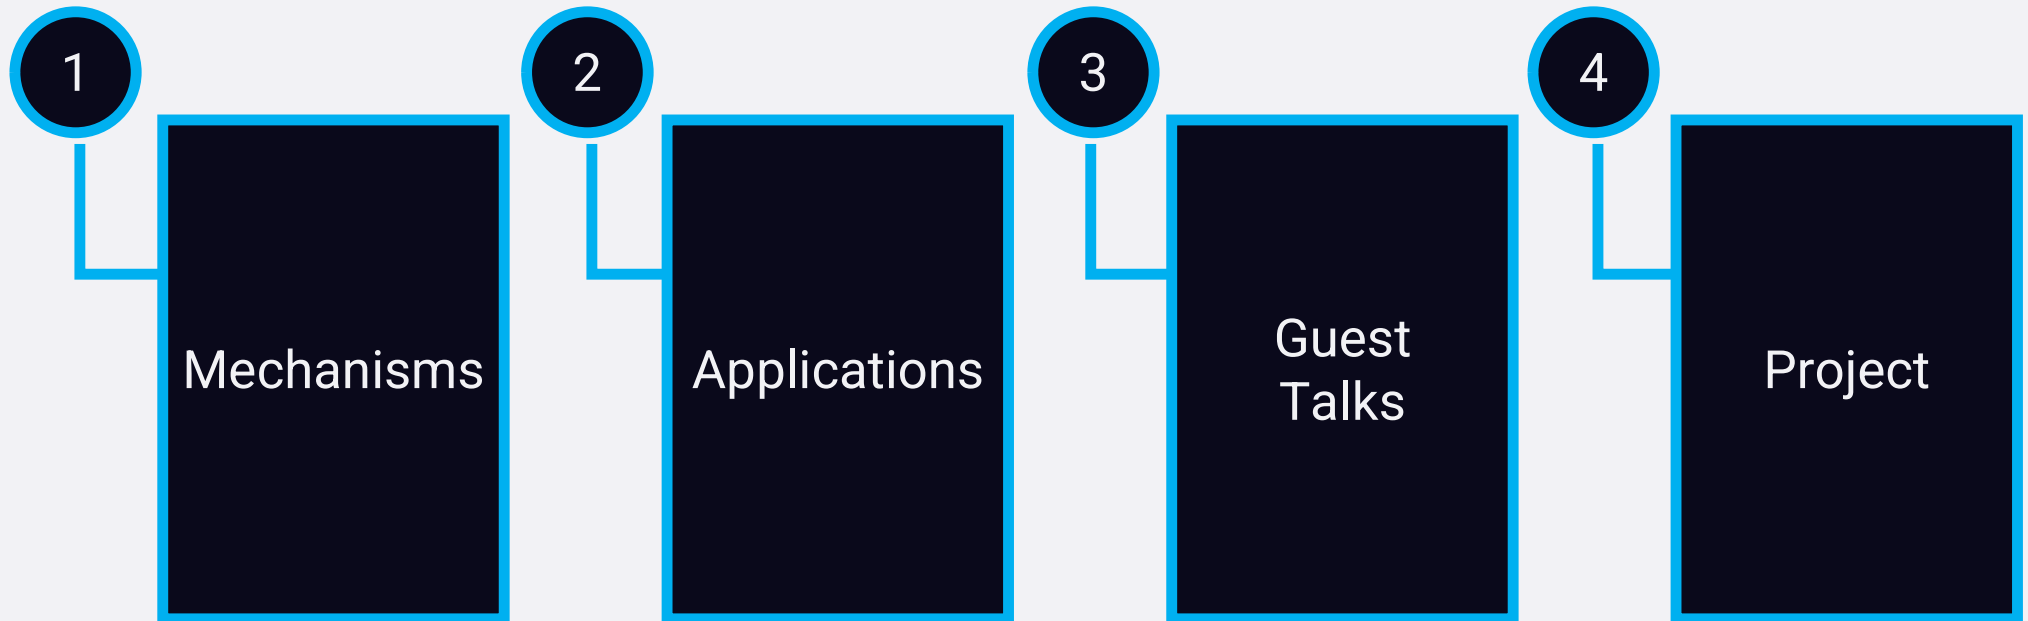 1
Mechanisms
2
Applications
3
Guest
Talks
4
Project